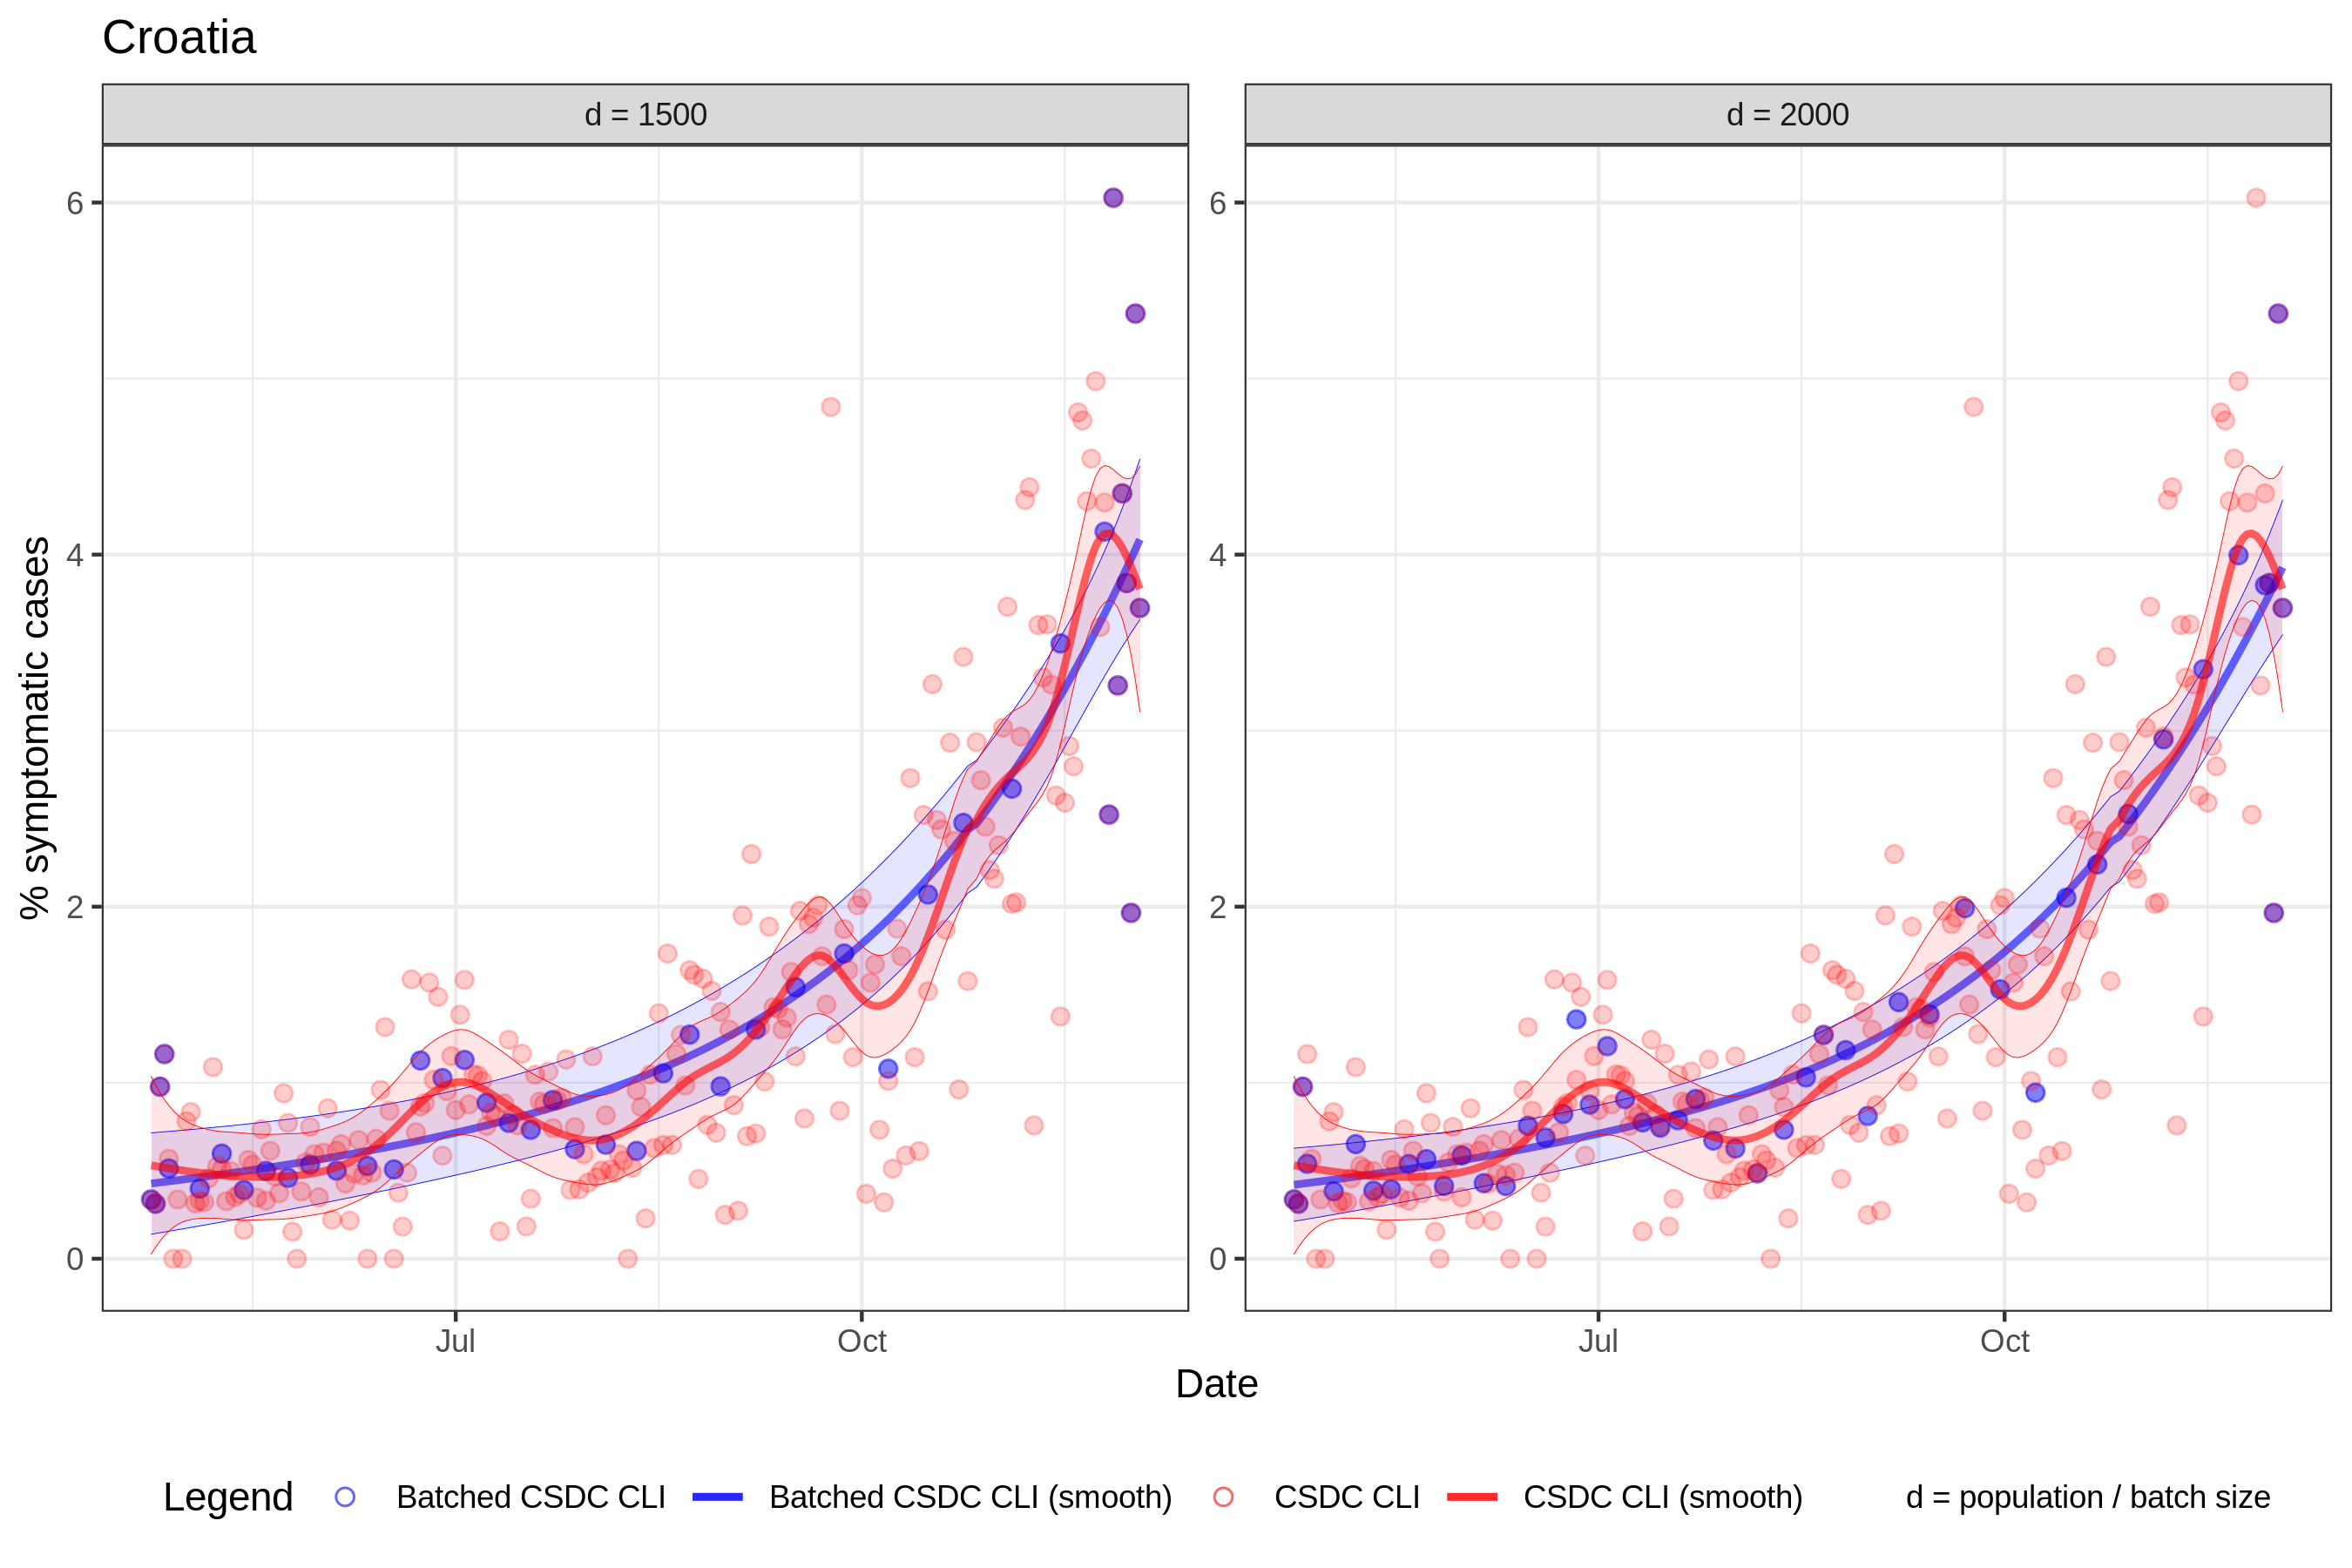 Croatia
d = 1500
d = 2000
% symptomatic cases
6
4
2
0
6
4
2
0
Jul
Oct
Jul
Oct
Date
Legend
Batched CSDC CLI
Batched CSDC CLI (smooth)
CSDC CLI
CSDC CLI (smooth)
d = population / batch size